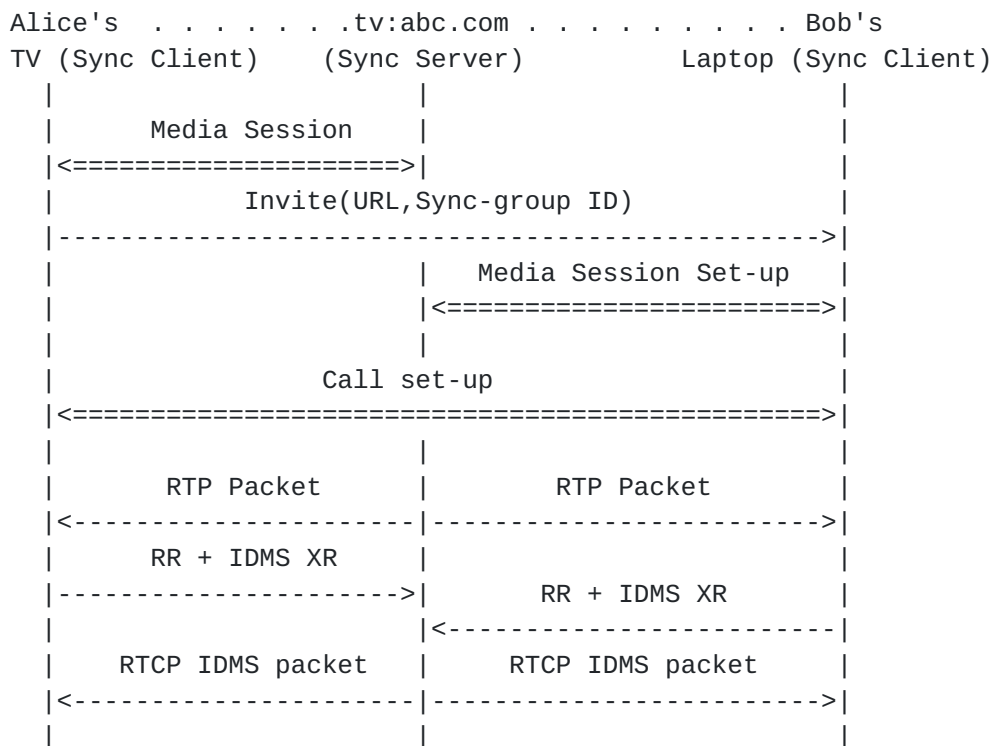 Alice's  . . . . . . .tv:abc.com . . . . . . . . . Bob's
TV (Sync Client)    (Sync Server)          Laptop (Sync Client)
  |                       |                          |
  |      Media Session    |                          |
  |<=====================>|                          |
  |            Invite(URL,Sync-group ID)             |
  |------------------------------------------------->|
  |                       |   Media Session Set-up   |
  |                       |<========================>|
  |                       |                          |
  |                 Call set-up                      |
  |<================================================>|
  |                       |                          |
  |       RTP Packet      |        RTP Packet        |
  |<----------------------|------------------------->|
  |      RR + IDMS XR     |                          |
  |---------------------->|       RR + IDMS XR       |
  |                       |<-------------------------|
  |    RTCP IDMS packet   |     RTCP IDMS packet     |
  |<----------------------|------------------------->|
  |                       |                          |